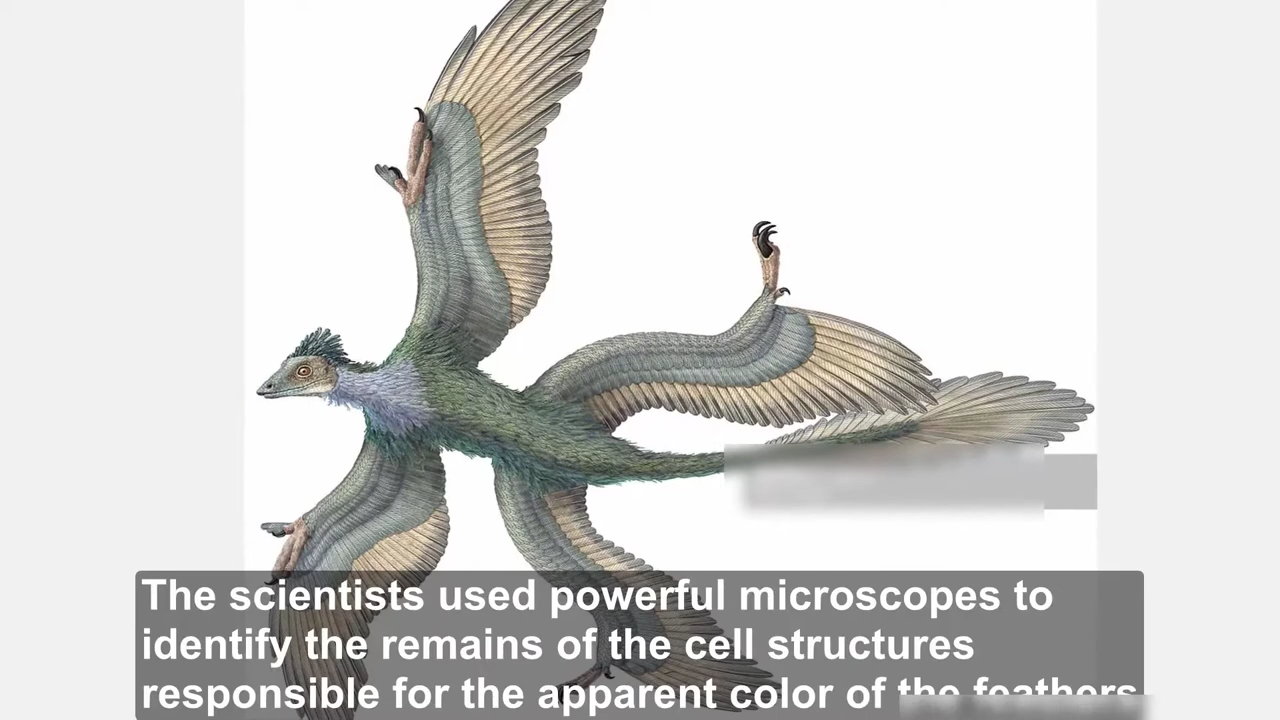 The scientists used powerful microscopes to
identify the remains of the cell structures
responsible for the apparent color of the feathers